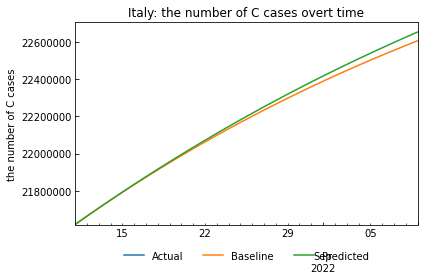 Italy: the number of C cases overt time
the number of C cases
22600000
22400000
22200000
22000000
21800000
15 22 29 05
Sep
2022
Actual Baseline Predicted